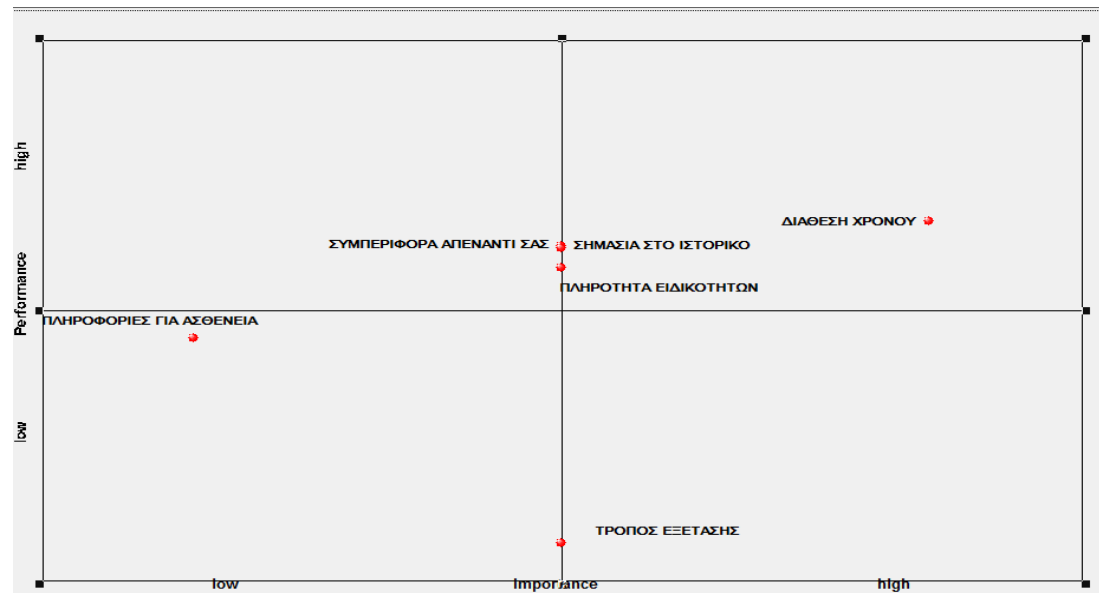 high
ΔΙΑΘΕΣΗ ΧΡΟΝΟΥ
ΣΥΜΠΕΡΙΦΟΡΑ ΑΠΕΝΑΝΤΙ ΣΑΣ
ΣΗΜΑΣΙΑ ΣΤΟ ΙΣΤΟΡΙΚΟ
ΠΛΗΡΟΤΗΤΑ ΕΙΔΙΚΟΤΗΤΩΝ
Performance
ΠΛΗΡΟΦΟΡΙΕΣ ΓΙΑ ΑΣΘΕΝΕΙΑ
low
ΤΡΟΠΟΣ ΕΞΕΤΑΣΗΣ
low
Importance
high